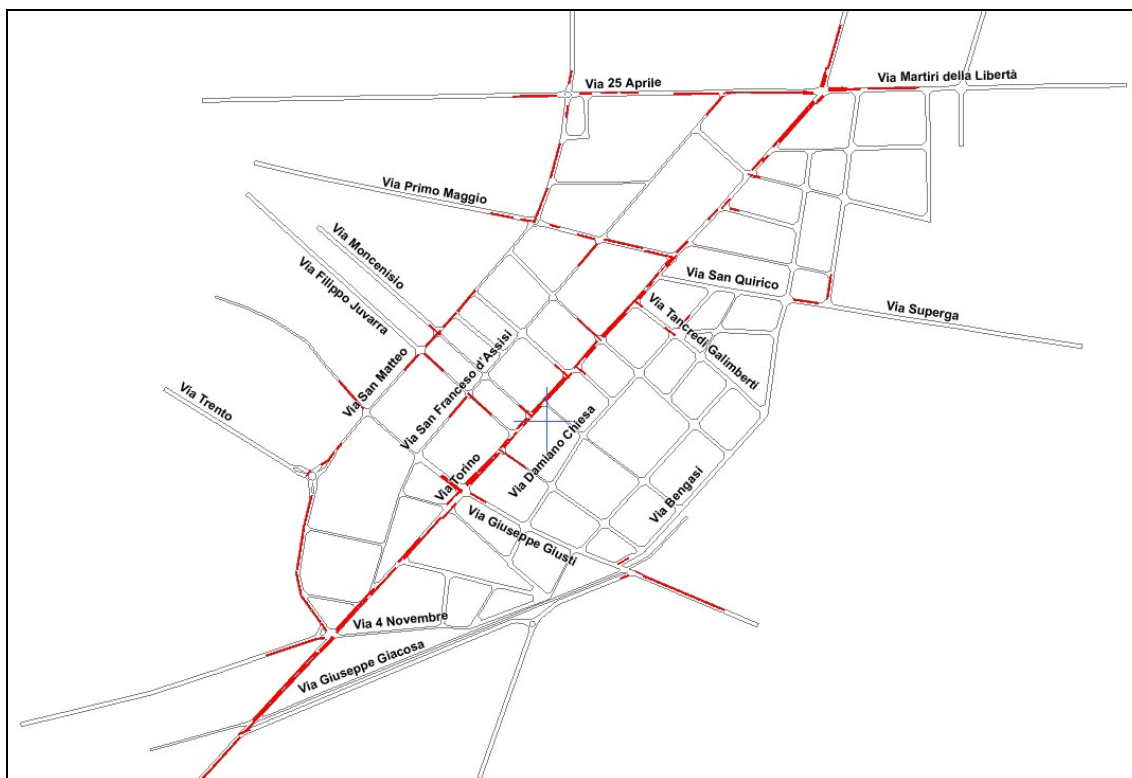 Via 25 Aprile
Via Martiri della Libertà
Via Primo Maggio
Via Moncenisio
Via Filippo Juvarra
Via San Quirico
Via Superga
Via Tancredi Galimberti
Via San Matteo
Via San Franceso d'Assisi
Via Trento
Via Torino
Via Damiano Chiesa
Via Bengasi
Via Giuseppe Giusti
Via 4 Novembre
Via Giuseppe Giacosa